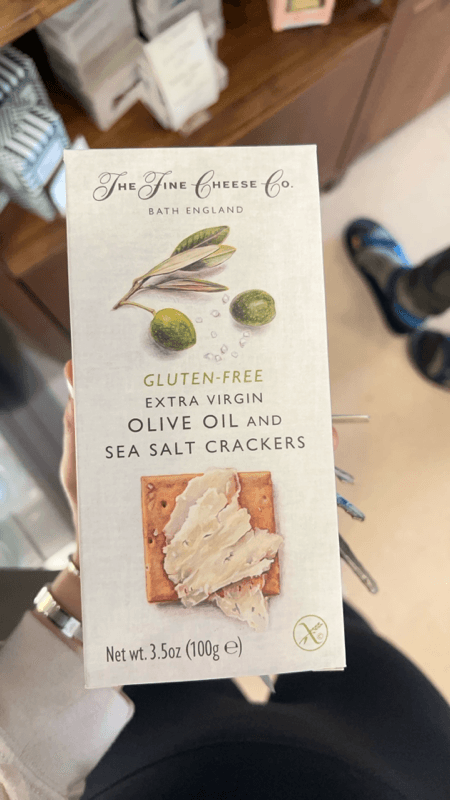 THE FINE CHEESE CO.
BATH ENGLAND
GLUTEN-FREE
EXTRA VIRGIN
OLIVE OIL AND
SEA SALT CRACKERS
Net wt. 3.5oz (100g ℮)